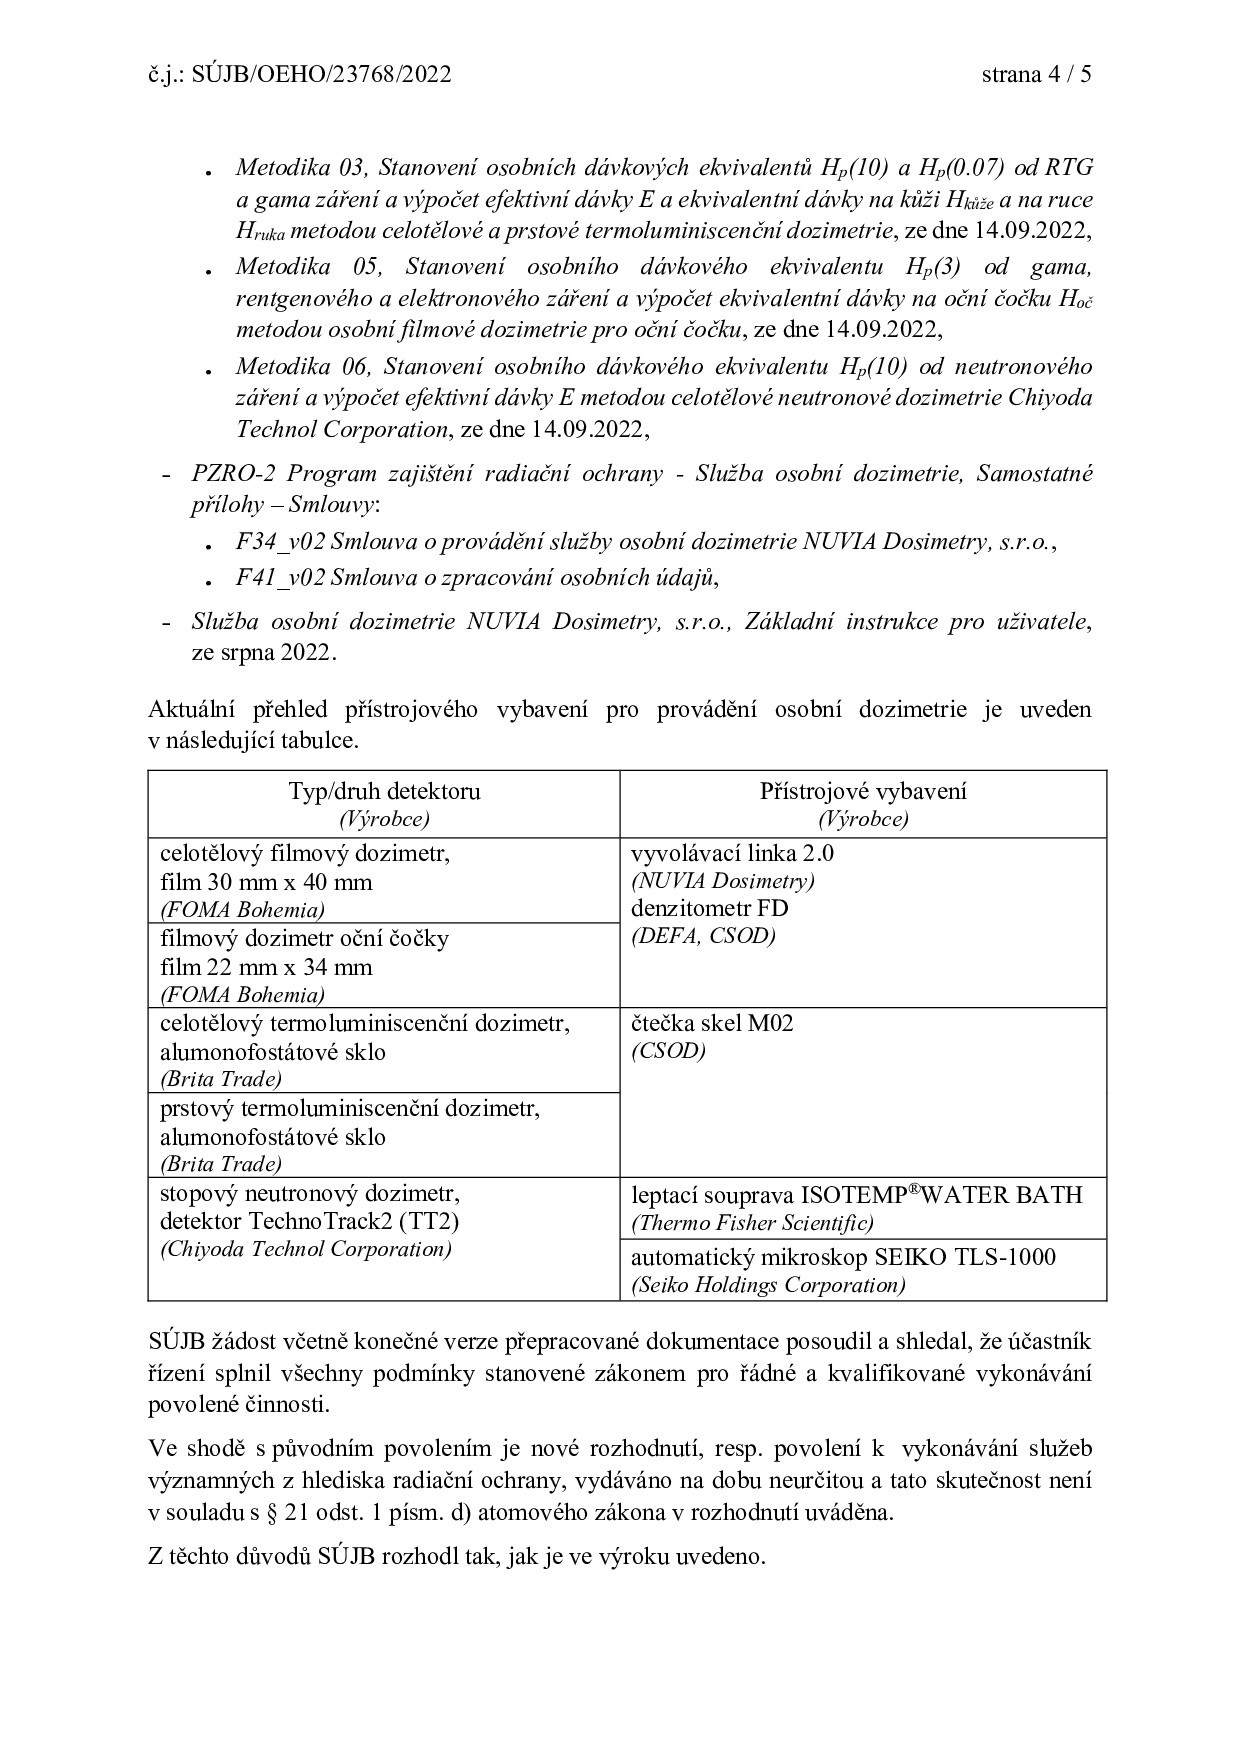 č.j.: SÚJB/OEHO/23768/2022 strana 4 / 5
. Metodika 03, Stanovení osobních dávkových ekvivalentů Hp(10) a Hp(0.07) od RTG
a gama záření a výpočet efektivní dávky E a ekvivalentní dávky na kůži Hkůže a na ruce
Hruka metodou celotělové a prstové termoluminiscenční dozimetrie, ze dne 14.09.2022,
. Metodika 05, Stanovení osobního dávkového ekvivalentu Hp(3) od gama,
rentgenového a elektronového záření a výpočet ekvivalentní dávky na oční čočku Hoč
metodou osobní filmové dozimetrie pro oční čočku, ze dne 14.09.2022,
. Metodika 06, Stanovení osobního dávkového ekvivalentu Hp(10) od neutronového
záření a výpočet efektivní dávky E metodou celotělové neutronové dozimetrie Chiyoda
Technol Corporation, ze dne 14.09.2022,
- PZRO-2 Program zajištění radiační ochrany - Služba osobní dozimetrie, Samostatné
přílohy – Smlouvy:
. F34_v02 Smlouva o provádění služby osobní dozimetrie NUVIA Dosimetry, s.r.o.,
. F41_v02 Smlouva o zpracování osobních údajů,
- Služba osobní dozimetrie NUVIA Dosimetry, s.r.o., Základní instrukce pro uživatele,
ze srpna 2022.
Aktuální přehled přístrojového vybavení pro provádění osobní dozimetrie je uveden
v následující tabulce.
Typ/druh detektoru
(Výrobce)
Přístrojové vybavení
(Výrobce)
celotělový filmový dozimetr,
film 30 mm x 40 mm
(FOMA Bohemia)
vyvolávací linka 2.0
(NUVIA Dosimetry)
denzitometr FD
(DEFA, CSOD)
filmový dozimetr oční čočky
film 22 mm x 34 mm
(FOMA Bohemia)
celotělový termoluminiscenční dozimetr,
alumonofostátové sklo
(Brita Trade)
čtečka skel M02
(CSOD)
prstový termoluminiscenční dozimetr,
alumonofostátové sklo
(Brita Trade)
stopový neutronový dozimetr,
detektor TechnoTrack2 (TT2)
(Chiyoda Technol Corporation)
leptací souprava ISOTEMP®WATER BATH
(Thermo Fisher Scientific)
automatický mikroskop SEIKO TLS-1000
(Seiko Holdings Corporation)
SÚJB žádost včetně konečné verze přepracované dokumentace posoudil a shledal, že účastník
řízení splnil všechny podmínky stanovené zákonem pro řádné a kvalifikované vykonávání
povolené činnosti.
Ve shodě s původním povolením je nové rozhodnutí, resp. povolení k vykonávání služeb
významných z hlediska radiační ochrany, vydáváno na dobu neurčitou a tato skutečnost není
v souladu s § 21 odst. 1 písm. d) atomového zákona v rozhodnutí uváděna.
Z těchto důvodů SÚJB rozhodl tak, jak je ve výroku uvedeno.